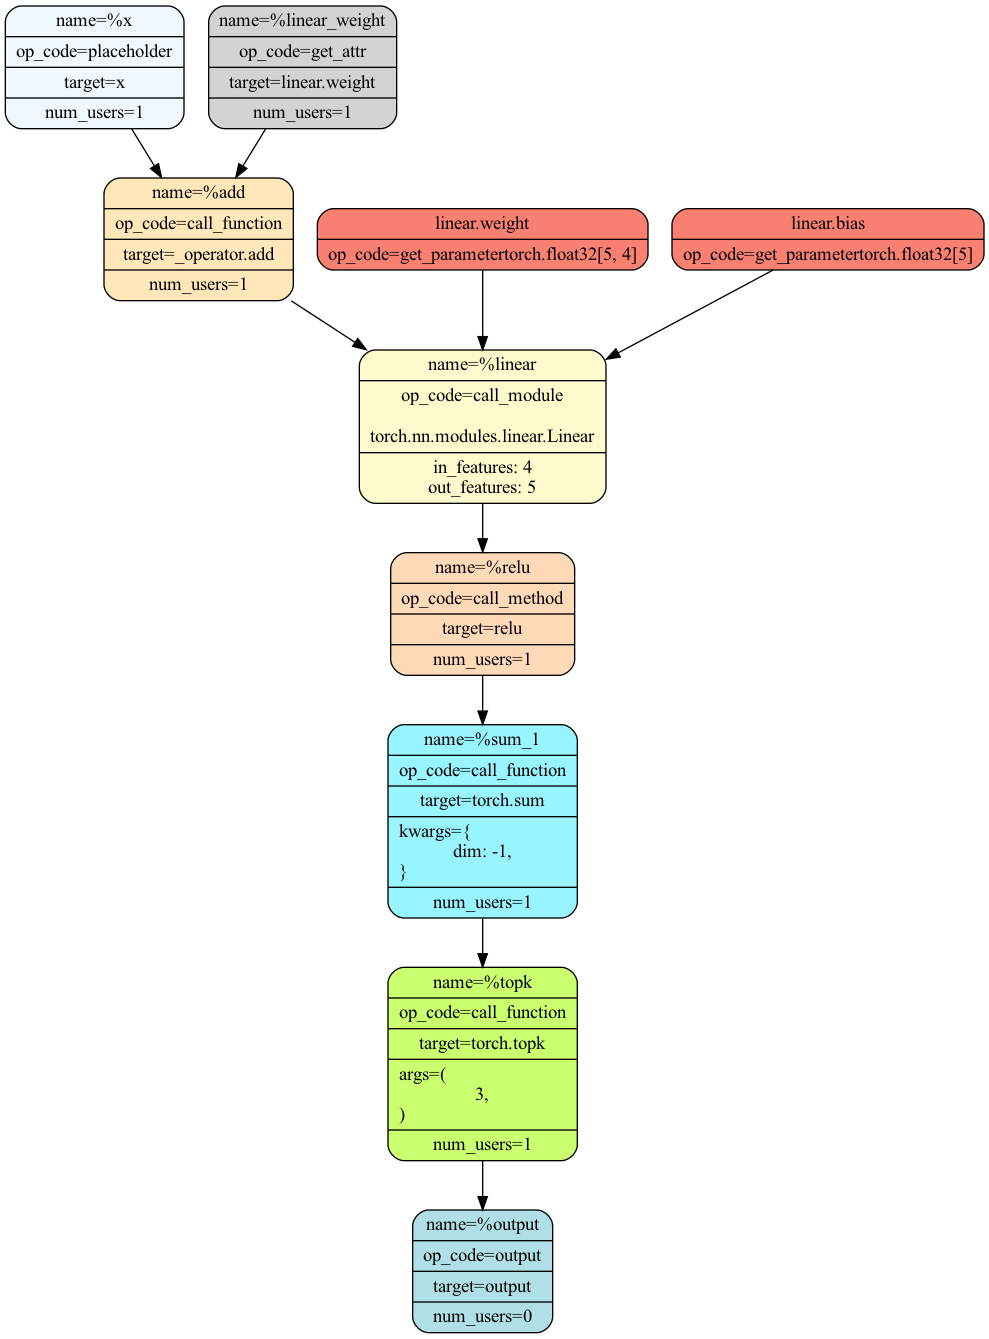 name=%x
op_code=placeholder
target=x
num_users=1
name=%linear_weight
op_code=get_attr
target=linear.weight
num_users=1
name=%add
op_code=call_function
target=_operator.add
num_users=1
linear.weight
op_code=get_parametertorch.float32[5, 4]
linear.bias
op_code=get_parametertorch.float32[5]
name=%linear
op_code=call_module
torch.nn.modules.linear.Linear
in_features: 4
out_features: 5
name=%relu
op_code=call_method
target=relu
num_users=1
name=%sum_1
op_code=call_function
target=torch.sum
kwargs={
dim: -1,
}
num_users=1
name=%topk
op_code=call_function
target=torch.topk
args=(
3,
)
num_users=1
name=%output
op_code=output
target=output
num_users=0